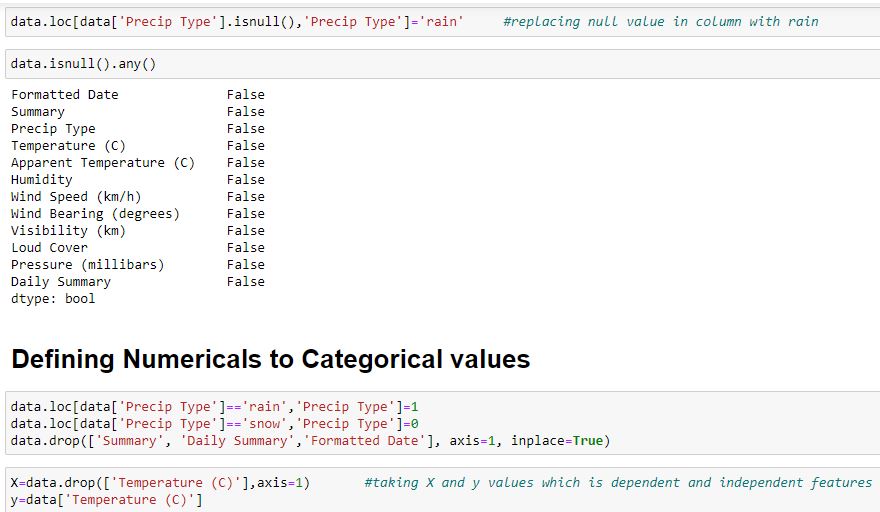 data.loc[data['Precip Type'].isnull(),'Precip Type']='rain'     #replacing null value in column with rain
data.isnull().any()
Formatted Date              False
Summary                     False
Precip Type                 False
Temperature (C)             False
Apparent Temperature (C)    False
Humidity                    False
Wind Speed (km/h)           False
Wind Bearing (degrees)      False
Visibility (km)             False
Loud Cover                  False
Pressure (millibars)        False
Daily Summary               False
dtype: bool
Defining Numericals to Categorical values
data.loc[data['Precip Type']=='rain','Precip Type']=1
data.loc[data['Precip Type']=='snow','Precip Type']=0
data.drop(['Summary', 'Daily Summary','Formatted Date'], axis=1, inplace=True)
X=data.drop(['Temperature (C)'],axis=1)       #taking X and y values which is dependent and independent features
y=data['Temperature (C)']